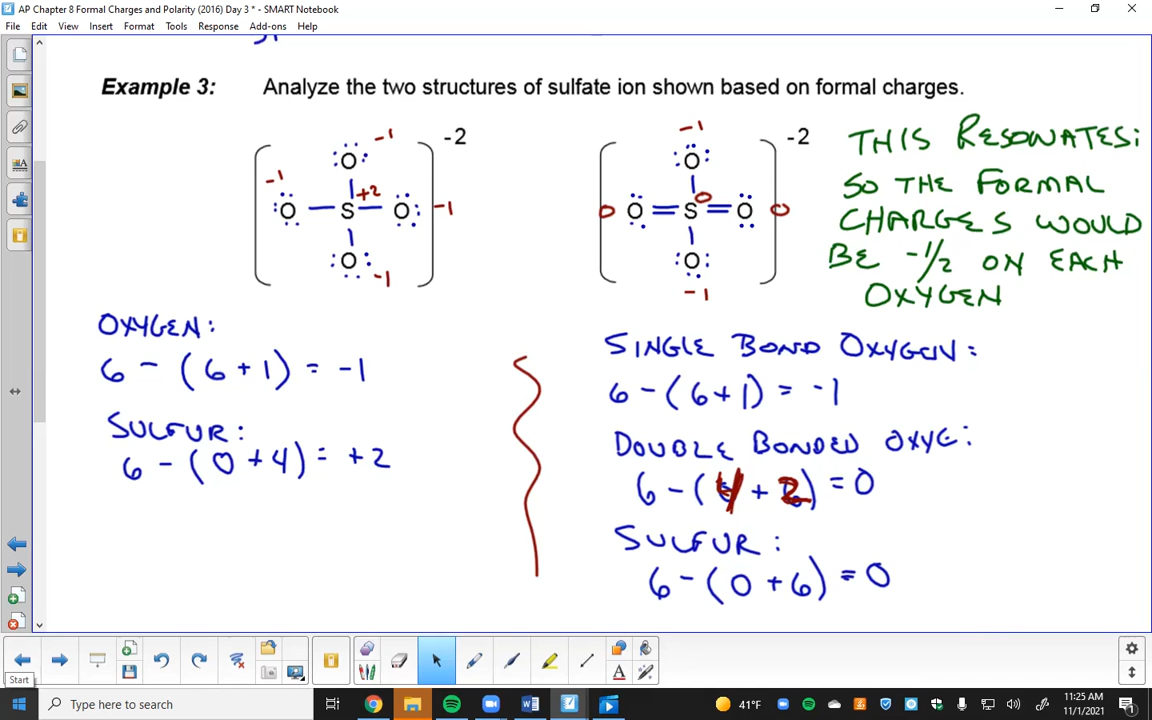 AP Chapter 8 Formal Charges and Polarity (2016) Day 3 * - SMART Notebook
File Edit View Insert Format Tools Response Add-ons Help
Example 3: Analyze the two structures of sulfate ion shown based on formal charges.
-1 -2
O
-1 +2
O S O -1
O
-1
-1 -2
O
0
0 O S O 0
O
-1
THIS RESONATES:
SO THE FORMAL
CHARGES WOULD
BE -1/2 ON EACH
OXYGEN
OXYGEN:
6 - (6 + 1) = -1
SULFUR:
6 - (0 + 4) = +2
SINGLE BOND OXYGEN:
6 - (6 + 1) = -1
DOUBLE BONDED OXYG:
6 - (4 + 2) = 0
SULFUR:
6 - (0 + 6) = 0
Start
Type here to search
41°F
11:25 AM
11/1/2021